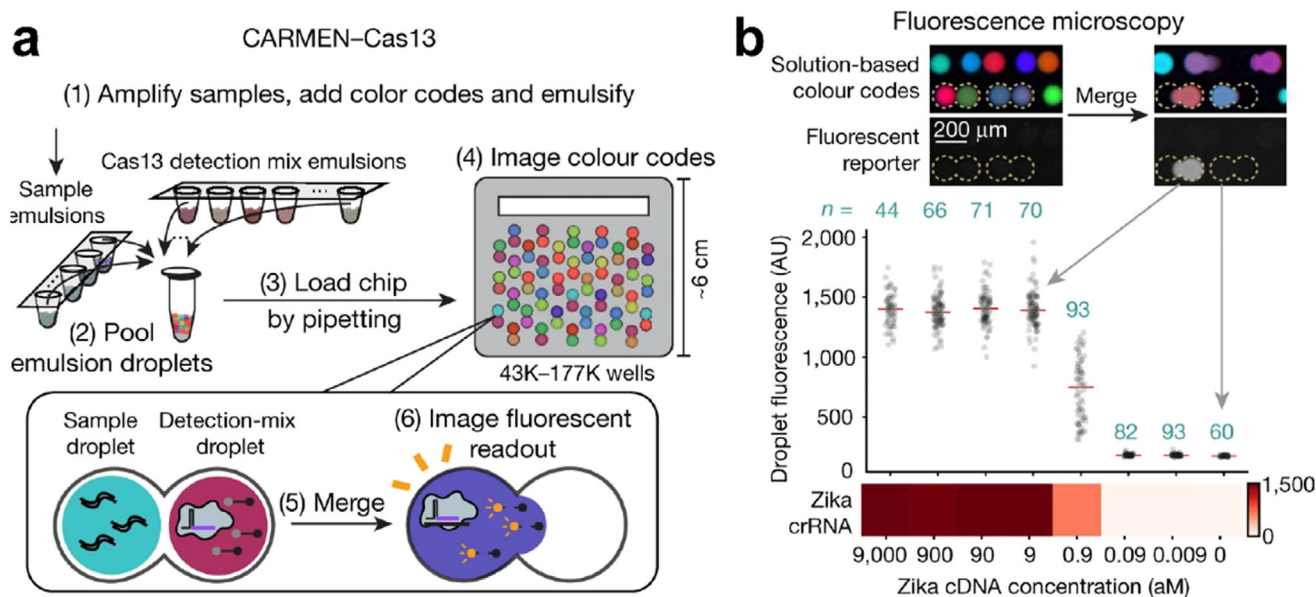 a
CARMEN–Cas13
(1) Amplify samples, add color codes and emulsify
Cas13 detection mix emulsions
Sample
emulsions
(2) Pool
emulsion droplets
(3) Load chip
by pipetting
(4) Image colour codes
~6 cm
43K–177K wells
Sample
droplet
Detection-mix
droplet
(5) Merge
(6) Image fluorescent
readout
b
Fluorescence microscopy
Solution-based
colour codes
Merge
Fluorescent
reporter
200 μm
n = 44 66 71 70
93
82 93 60
Droplet fluorescence (AU)
2,000
1,500
1,000
500
0
Zika
crRNA
1,500
0
9,000 900 90 9 0.9 0.09 0.009 0
Zika cDNA concentration (aM)